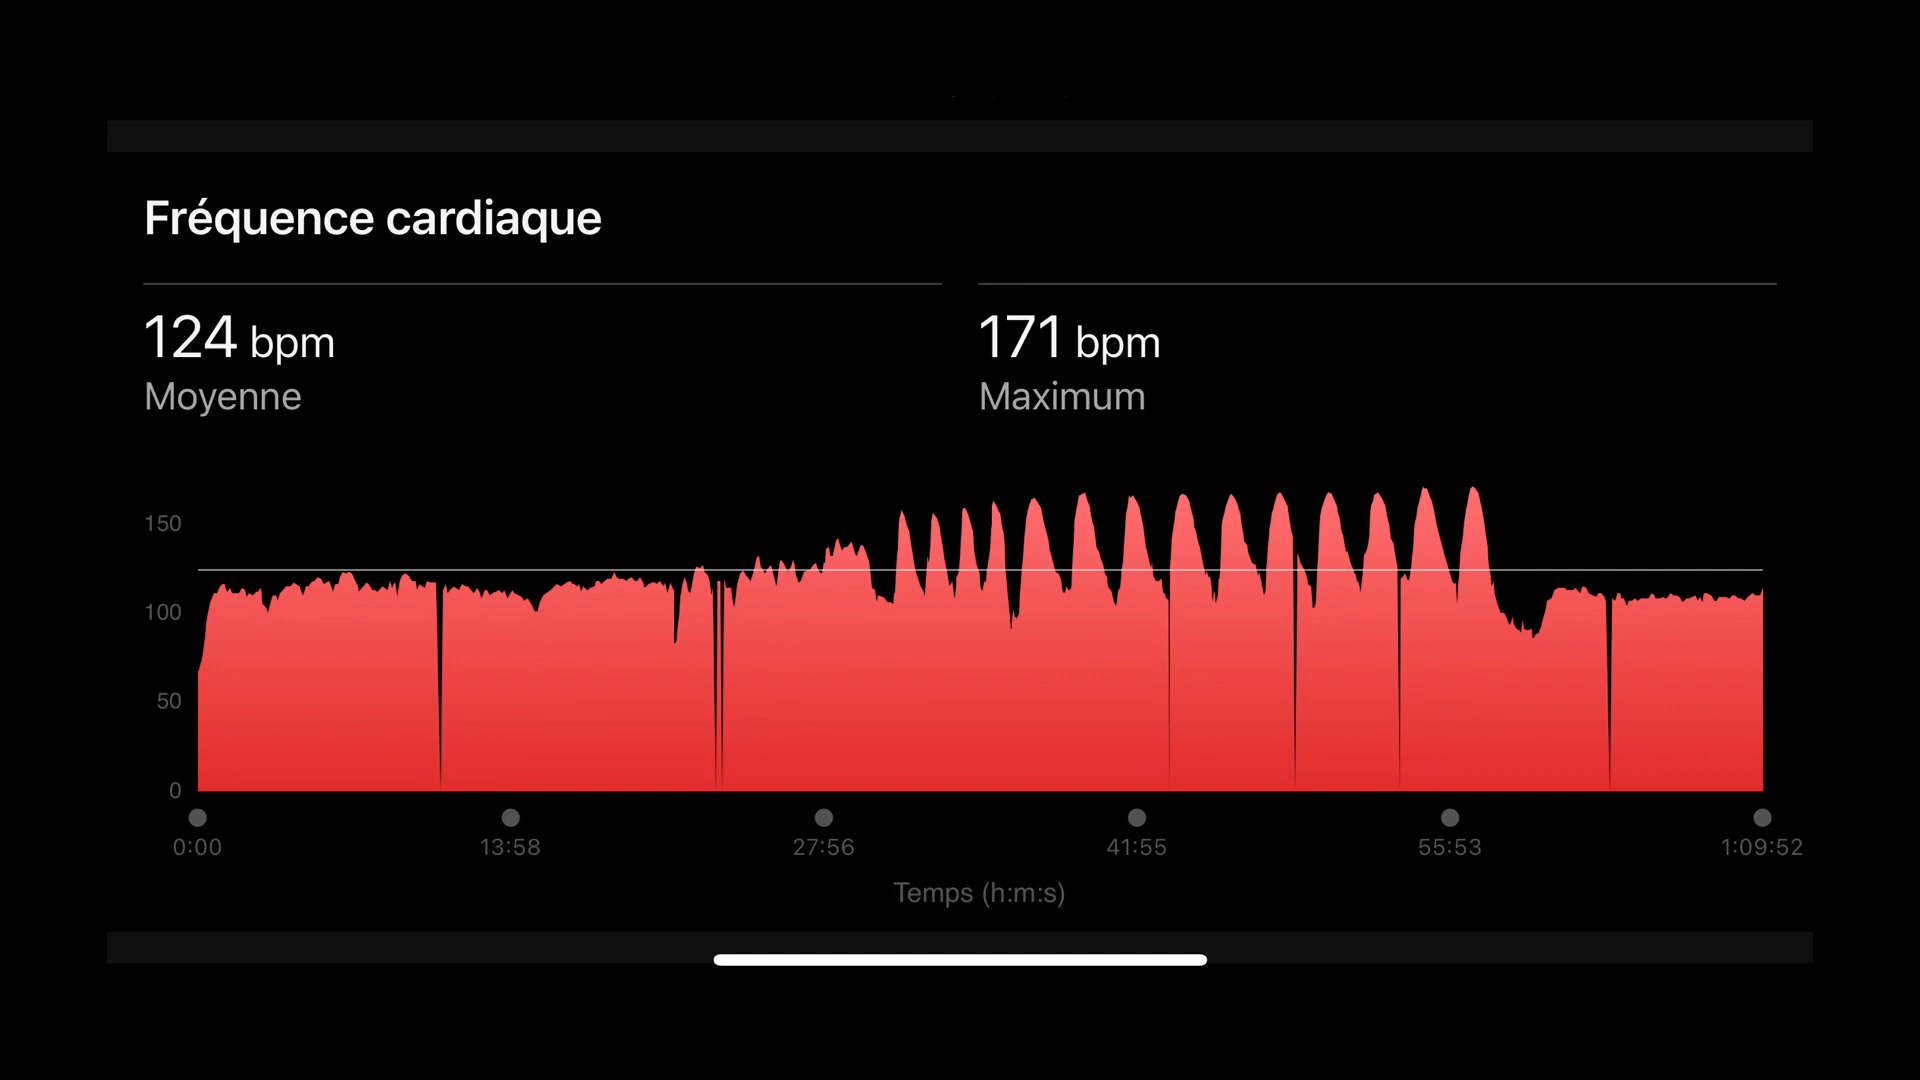 Fréquence cardiaque
124 bpm
Moyenne
171 bpm
Maximum
150
100
50
0
0:00 13:58 27:56 41:55 55:53 1:09:52
Temps (h:m:s)